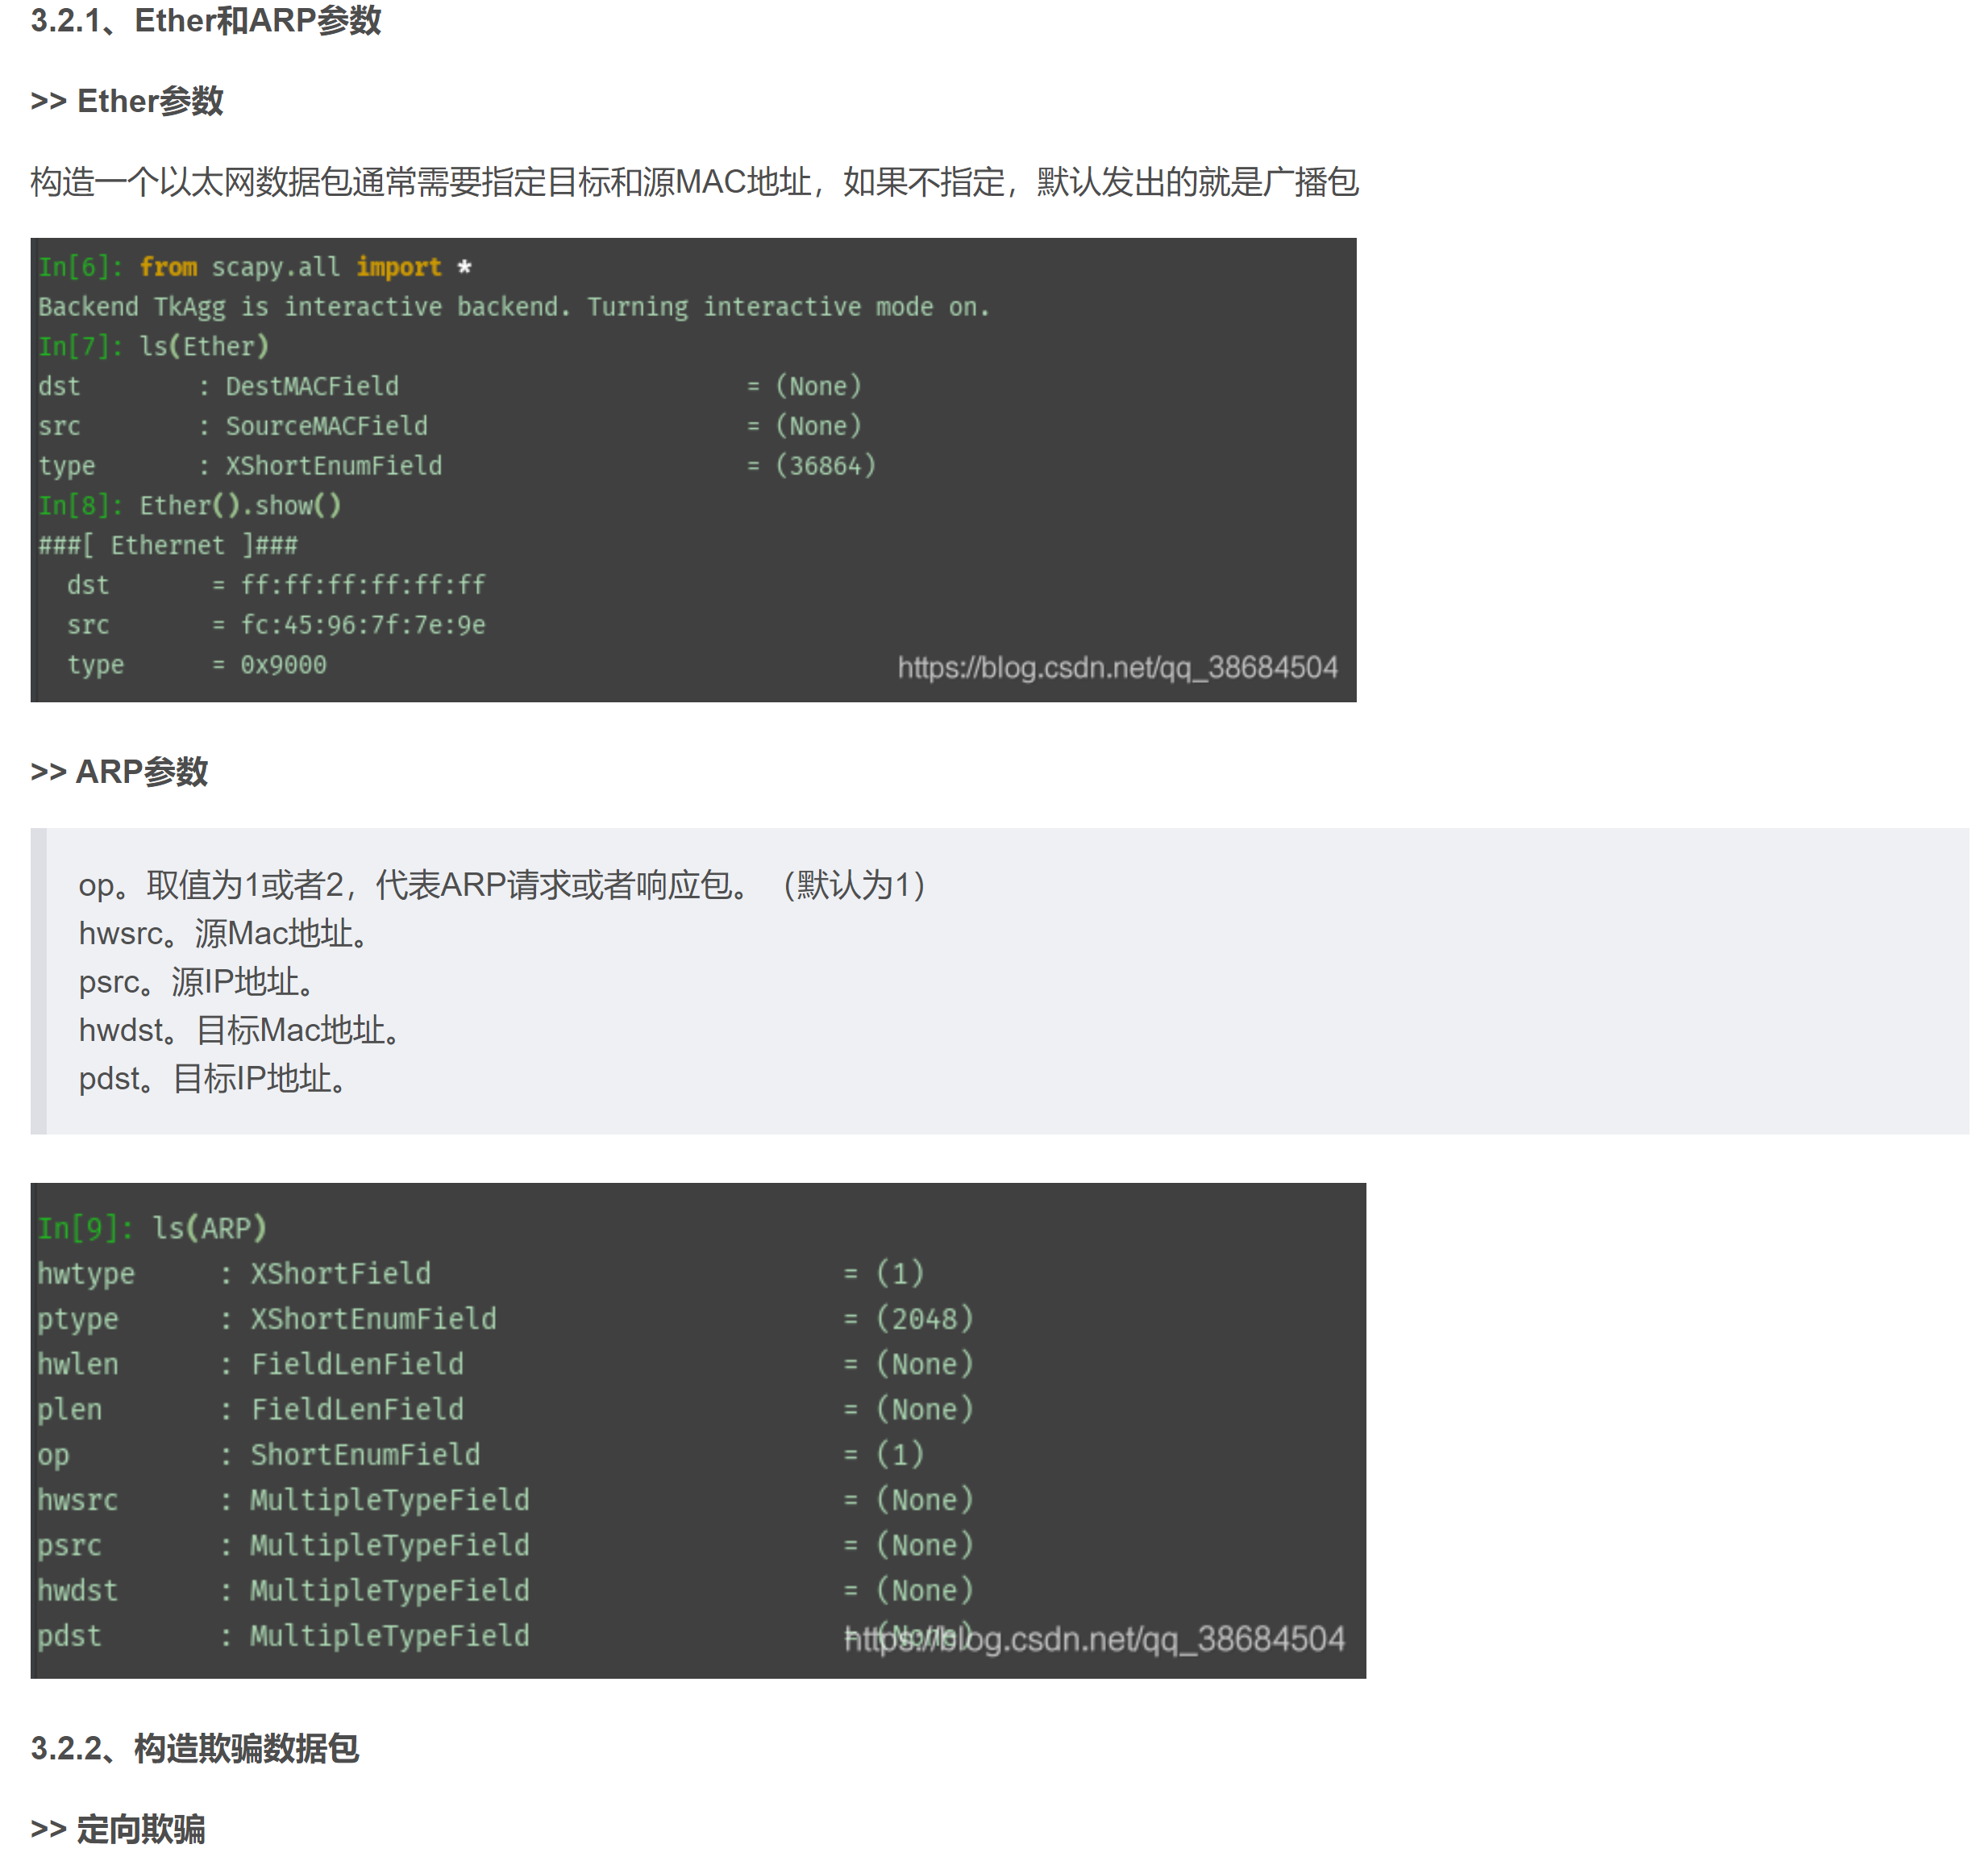 3.2.1、Ether和ARP参数
>> Ether参数
构造一个以太网数据包通常需要指定目标和源MAC地址，如果不指定，默认发出的就是广播包
In[6]: from scapy.all import *
Backend TkAgg is interactive backend. Turning interactive mode on.
In[7]: ls(Ether)
dst : DestMACField = (None)
src : SourceMACField = (None)
type : XShortEnumField = (36864)
In[8]: Ether().show()
###[ Ethernet ]###
dst = ff:ff:ff:ff:ff:ff
src = fc:45:96:7f:7e:9e
type = 0x9000
https://blog.csdn.net/qq_38684504
>> ARP参数
op。取值为1或者2，代表ARP请求或者响应包。（默认为1）
hwsrc。源Mac地址。
psrc。源IP地址。
hwdst。目标Mac地址。
pdst。目标IP地址。
In[9]: ls(ARP)
hwtype : XShortField = (1)
ptype : XShortEnumField = (2048)
hwlen : FieldLenField = (None)
plen : FieldLenField = (None)
op : ShortEnumField = (1)
hwsrc : MultipleTypeField = (None)
psrc : MultipleTypeField = (None)
hwdst : MultipleTypeField = (None)
pdst : MultipleTypeField = (None)
https://blog.csdn.net/qq_38684504
3.2.2、构造欺骗数据包
>> 定向欺骗